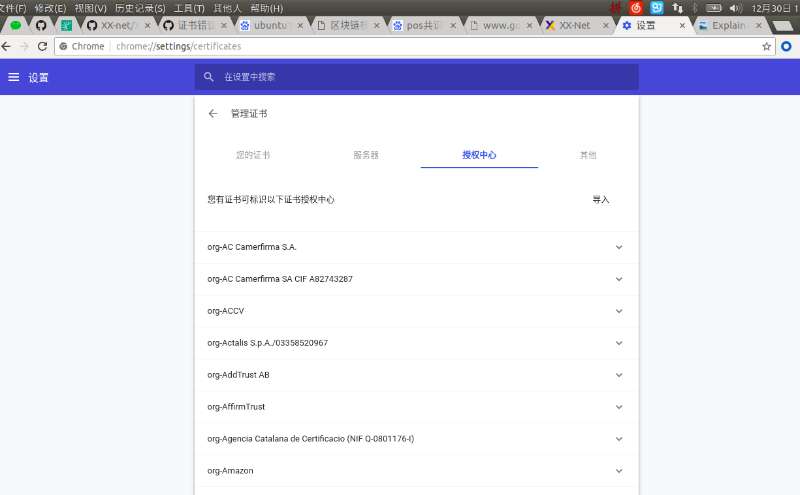 文件(F) 修改(E) 视图(V) 历史记录(S) 工具(T) 其他人 帮助(H)
12月30日 1
XX-net/ 证书错 ubuntu 区块链 pos共识 www.g XX-Net 设置 Explain
Chrome chrome://settings/certificates
设置
在设置中搜索
管理证书
您的证书 服务器 授权中心 其他
您有证书可标识以下证书授权中心 导入
org-AC Camerfirma S.A.
org-AC Camerfirma SA CIF A82743287
org-ACCV
org-Actalis S.p.A./03358520967
org-AddTrust AB
org-AffirmTrust
org-Agencia Catalana de Certificacio (NIF Q-0801176-I)
org-Amazon